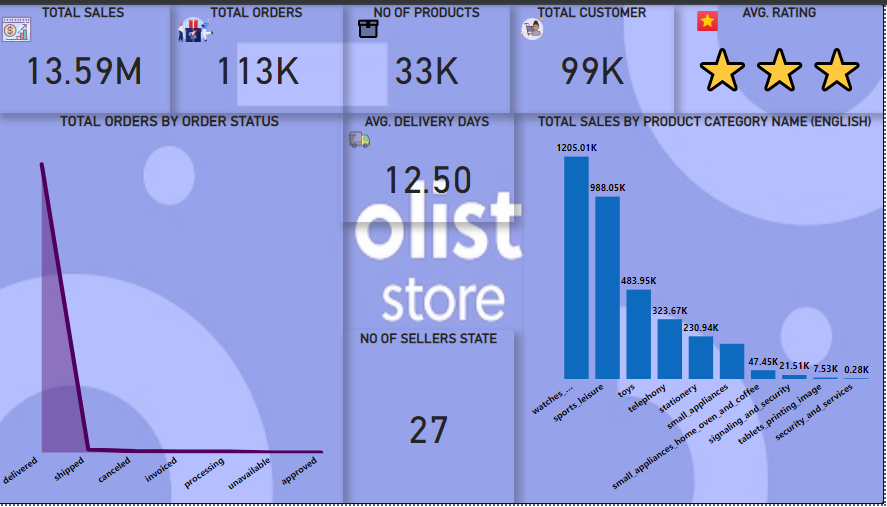 TOTAL SALES
13.59M
TOTAL ORDERS
113K
NO OF PRODUCTS
33K
TOTAL CUSTOMER
99K
AVG. RATING
TOTAL ORDERS BY ORDER STATUS
delivered
shipped
canceled
invoiced
processing
unavailable
approved
AVG. DELIVERY DAYS
12.50
olist
store
NO OF SELLERS STATE
27
TOTAL SALES BY PRODUCT CATEGORY NAME (ENGLISH)
1205.01K
988.05K
483.95K
323.67K
230.94K
47.45K
21.51K
7.53K
0.28K
watches_...
sports_leisure
toys
telephony
stationery
small_appliances
small_appliances_home_oven_and_coffee
signaling_and_security
tablets_printing_image
security_and_services